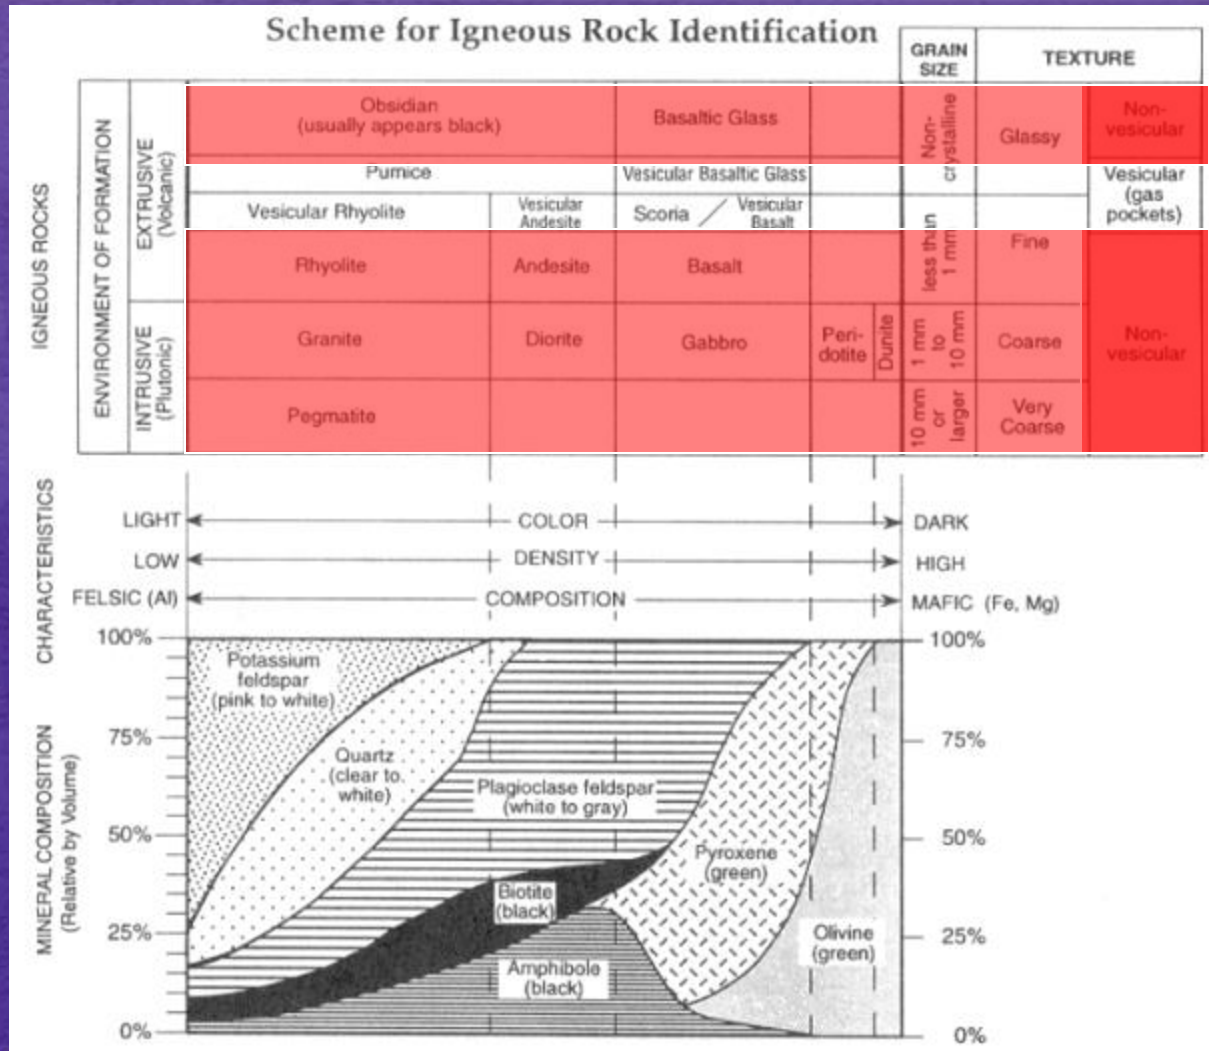 Scheme for Igneous Rock Identification
GRAIN
SIZE
TEXTURE
IGNEOUS ROCKS
ENVIRONMENT OF FORMATION
EXTRUSIVE
(Volcanic)
Obsidian
(usually appears black)
Basaltic Glass
Non-
crystalline
Glassy
Non-
vesicular
Pumice
Vesicular Basaltic Glass
Vesicular
(gas
pockets)
Vesicular Rhyolite
Vesicular
Andesite
Scoria / Vesicular
Basalt
less than
1 mm
Fine
Rhyolite
Andesite
Basalt
INTRUSIVE
(Plutonic)
Granite
Diorite
Gabbro
Peri-
dotite
Dunite
1 mm
to
10 mm
Coarse
Non-
vesicular
Pegmatite
10 mm
or
larger
Very
Coarse
CHARACTERISTICS
LIGHT
COLOR
DARK
LOW
DENSITY
HIGH
FELSIC (Al)
COMPOSITION
MAFIC (Fe, Mg)
MINERAL COMPOSITION
(Relative by Volume)
100%
75%
50%
25%
0%
Potassium
feldspar
(pink to white)
Quartz
(clear to
white)
Plagioclase feldspar
(white to gray)
Biotite
(black)
Amphibole
(black)
Pyroxene
(green)
Olivine
(green)
100%
75%
50%
25%
0%